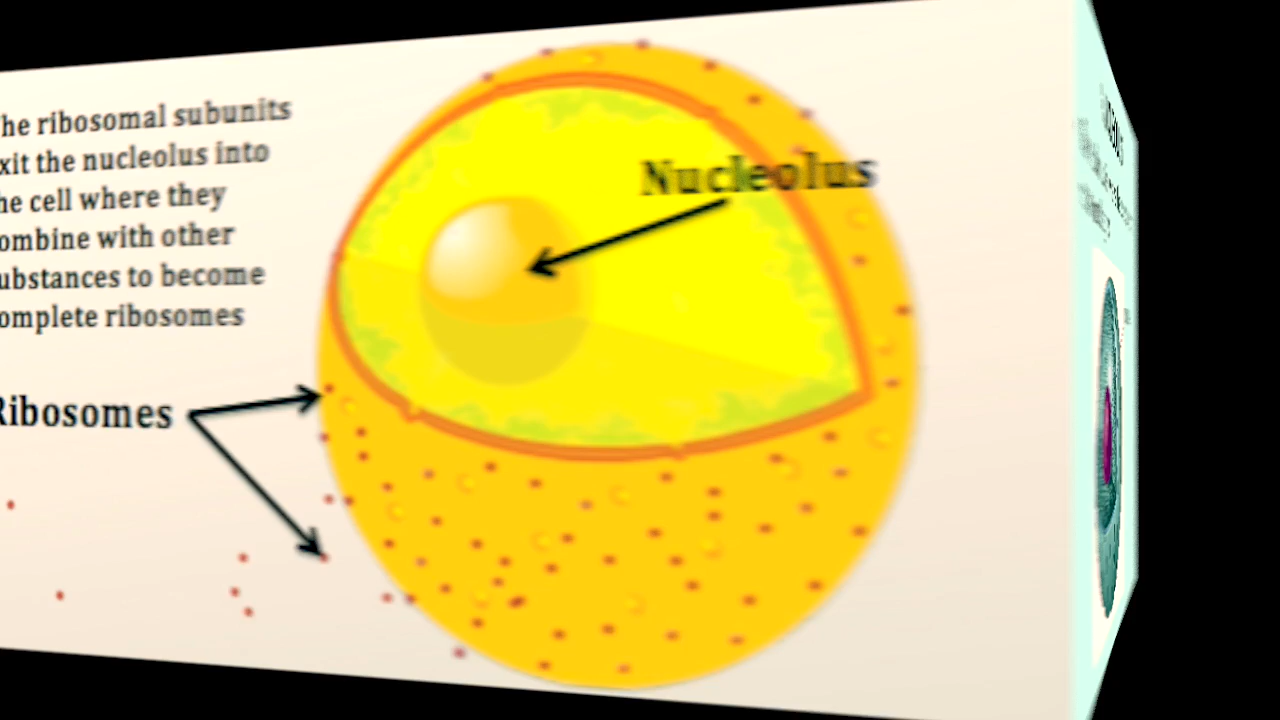 he ribosomal subunits
xit the nucleolus into
he cell where they
ombine with other
ubstances to become
omplete ribosomes
Nucleolus
Ribosomes